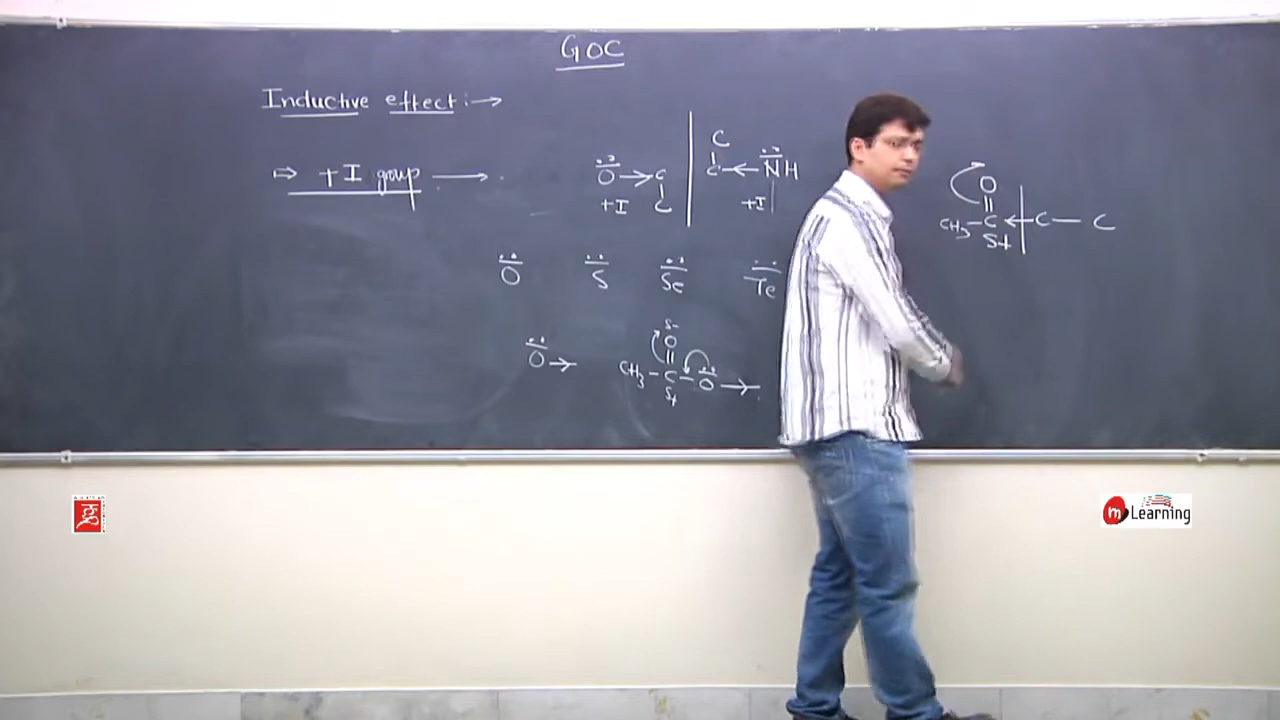 GOC
Inductive effect :→
⇒ +I group →
Ö → C
C
+I
C
C ← N̈H
+I
O
CH3 - C ← C — C
δ+
Ö S̈ S̈e T̈e
Ö →
δ-
O
CH3 - C - Ö →
δ+
m Learning